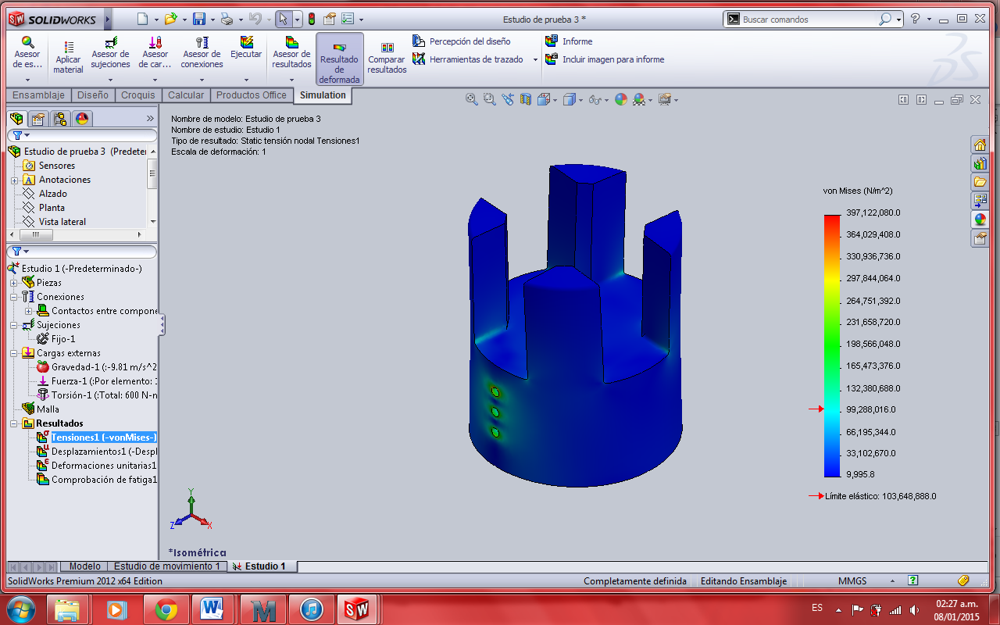 SOLIDWORKS
Estudio de prueba 3 *
Buscar comandos
Asesor de es...
Aplicar material
Asesor de sujeciones
Asesor de car...
Asesor de conexiones
Ejecutar
Asesor de resultados
Resultado de deformada
Comparar resultados
Percepción del diseño
Herramientas de trazado
Informe
Incluir imagen para informe
Ensamblaje
Diseño
Croquis
Calcular
Productos Office
Simulation
Nombre de modelo: Estudio de prueba 3
Nombre de estudio: Estudio 1
Tipo de resultado: Static tensión nodal Tensiones1
Escala de deformación: 1
Estudio de prueba 3 (Predeter
Sensores
A Anotaciones
Alzado
Planta
Vista lateral
Estudio 1 (-Predeterminado-)
Piezas
Conexiones
Contactos entre compone
Sujeciones
Fijo-1
Cargas externas
Gravedad-1 (:-9.81 m/s^2
Fuerza-1 (:Por elemento:
Torsión-1 (:Total: 600 N-n
Malla
Resultados
Tensiones1 (-vonMises-)
Desplazamientos1 (-Despl
Deformaciones unitarias1
Comprobación de fatiga1
von Mises (N/m^2)
397,122,080.0
364,029,408.0
330,936,736.0
297,844,064.0
264,751,392.0
231,658,720.0
198,566,048.0
165,473,376.0
132,380,688.0
99,288,016.0
66,195,344.0
33,102,670.0
9,995.8
Límite elástico: 103,648,888.0
Y
Z
X
*Isométrica
Modelo
Estudio de movimiento 1
Estudio 1
SolidWorks Premium 2012 x64 Edition
Completamente definida
Editando Ensamblaje
MMGS
ES
02:27 a.m.
08/01/2015